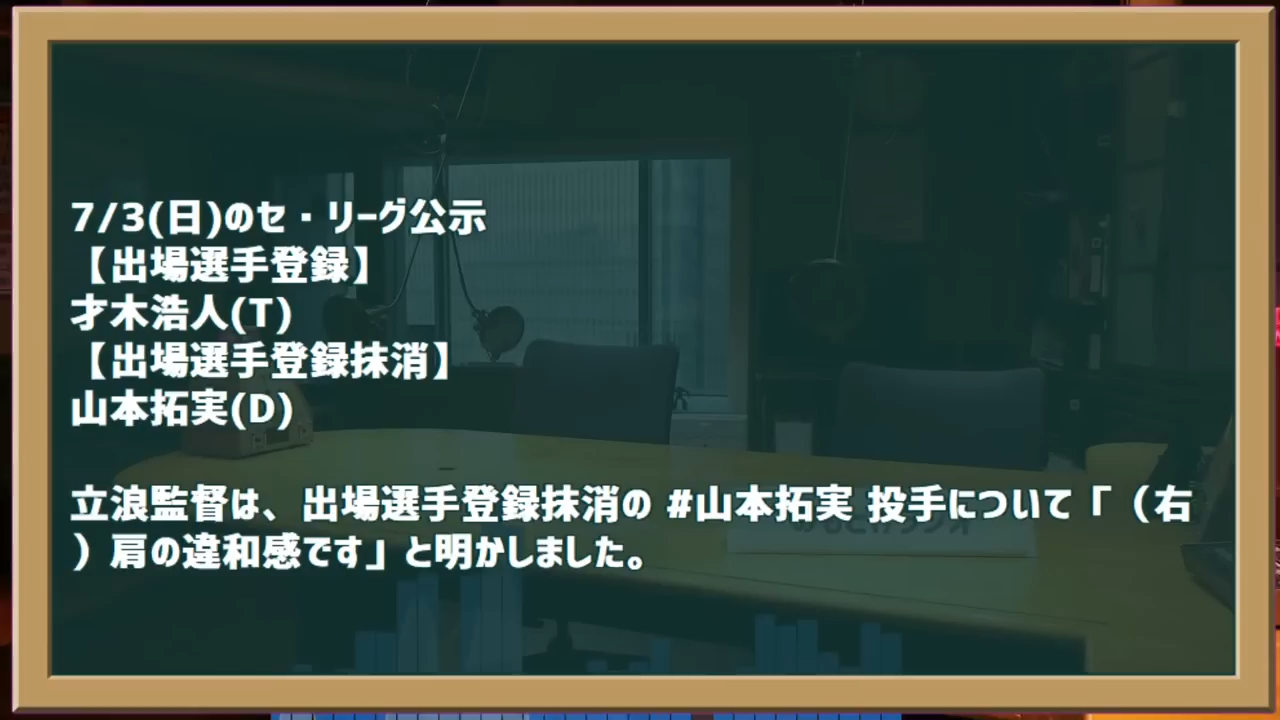 7/3(日)のセ・リーグ公示
【出場選手登録】
才木浩人(T)
【出場選手登録抹消】
山本拓実(D)
立浪監督は、出場選手登録抹消の #山本拓実 投手について「（右
）肩の違和感です」と明かしました。